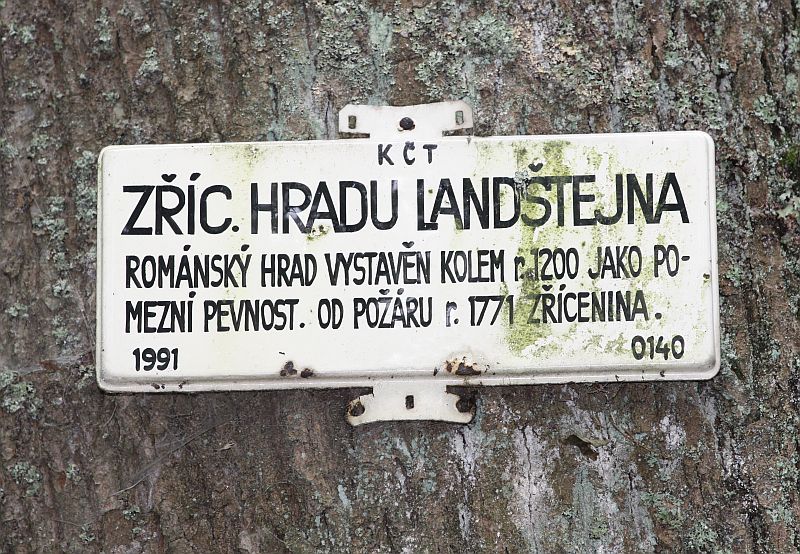 KČT
ZŘÍC. HRADU LANDŠTEJNA
ROMÁNSKÝ HRAD VYSTAVĚN KOLEM r.1200 JAKO PO-
MEZNÍ PEVNOST. OD POŽÁRU r. 1771 ZŘÍCENINA.
1991 0140